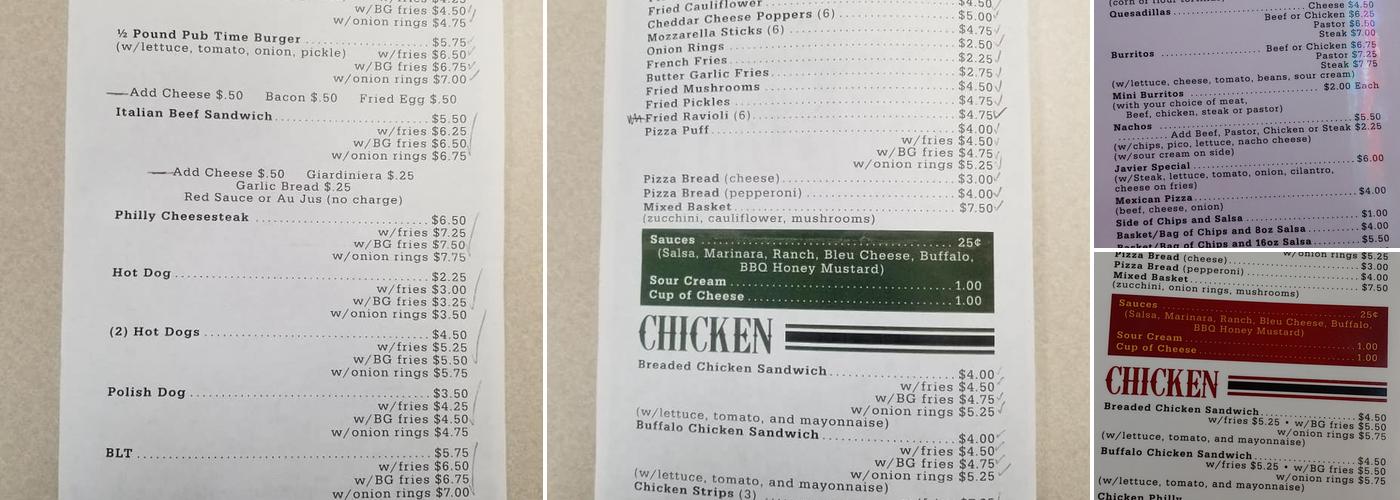 w/BG fries $4.50
w/onion rings $4.75
½ Pound Pub Time Burger $5.75
(w/lettuce, tomato, onion, pickle) w/fries $6.50
w/BG fries $6.75
w/onion rings $7.00
Add Cheese $.50 Bacon $.50 Fried Egg $.50
Italian Beef Sandwich $5.50
w/fries $6.25
w/BG fries $6.50
w/onion rings $6.75
Add Cheese $.50 Giardiniera $.25
Garlic Bread $.25
Red Sauce or Au Jus (no charge)
Philly Cheesesteak $6.50
w/fries $7.25
w/BG fries $7.50
w/onion rings $7.75
Hot Dog $2.25
w/fries $3.00
w/BG fries $3.25
w/onion rings $3.50
(2) Hot Dogs $4.50
w/fries $5.25
w/BG fries $5.50
w/onion rings $5.75
Polish Dog $3.50
w/fries $4.25
w/BG fries $4.50
w/onion rings $4.75
BLT $5.75
w/fries $6.50
w/BG fries $6.75
w/onion rings $7.00
Fried Cauliflower $4.50
Cheddar Cheese Poppers (6) $5.00
Mozzarella Sticks (6) $4.75
Onion Rings $2.50
French Fries $2.25
Butter Garlic Fries $2.75
Fried Mushrooms $4.50
Fried Pickles $4.75
Fried Ravioli (6) $4.75
Pizza Puff $4.00
w/fries $4.50
w/BG fries $4.75
w/onion rings $5.25
Pizza Bread (cheese) $3.00
Pizza Bread (pepperoni) $4.00
Mixed Basket $7.50
(zucchini, cauliflower, mushrooms)
Sauces 25¢
(Salsa, Marinara, Ranch, Bleu Cheese, Buffalo,
BBQ Honey Mustard)
Sour Cream 1.00
Cup of Cheese 1.00
CHICKEN
Breaded Chicken Sandwich $4.00
w/fries $4.50
w/BG fries $4.75
w/onion rings $5.25
(w/lettuce, tomato, and mayonnaise)
Buffalo Chicken Sandwich $4.00
w/fries $4.50
w/BG fries $4.75
w/onion rings $5.25
(w/lettuce, tomato, and mayonnaise)
Chicken Strips (3)
Quesadillas Cheese $4.50
Beef or Chicken $6.25
Pastor $6.50
Steak $7.00
Burritos Beef or Chicken $6.75
Pastor $7.25
Steak $7.75
(w/lettuce, cheese, tomato, beans, sour cream)
Mini Burritos $2.00 Each
(with your choice of meat,
Beef, chicken, steak or pastor)
Nachos $5.50
Add Beef, Pastor, Chicken or Steak $2.25
(w/chips, pico, lettuce, nacho cheese)
(w/sour cream on side)
Javier Special $6.00
(w/Steak, lettuce, tomato, onion, cilantro,
cheese on fries)
Mexican Pizza $4.00
(beef, cheese, onion)
Side of Chips and Salsa $1.00
Basket/Bag of Chips and 8oz Salsa $4.00
Basket/Bag of Chips and 16oz Salsa $5.50
w/onion rings $5.25
Pizza Bread (cheese) $3.00
Pizza Bread (pepperoni) $4.00
Mixed Basket $7.50
(zucchini, onion rings, mushrooms)
Sauces 25¢
(Salsa, Marinara, Ranch, Bleu Cheese, Buffalo,
BBQ Honey Mustard)
Sour Cream 1.00
Cup of Cheese 1.00
CHICKEN
Breaded Chicken Sandwich $4.50
w/fries $5.25 • w/BG fries $5.50
w/onion rings $5.75
(w/lettuce, tomato, and mayonnaise)
Buffalo Chicken Sandwich $4.50
w/fries $5.25 • w/BG fries $5.50
w/onion rings $5.75
(w/lettuce, tomato, and mayonnaise)
Chicken Philly